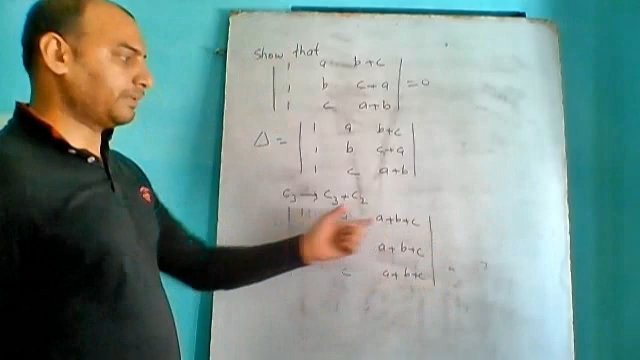 Show that
| 1 a b+c |
| 1 b c+a | = 0
| 1 c a+b |
| 1 a b+c |
Δ = | 1 b c+a |
| 1 c a+b |
C₃ → C₃ + C₂
| a+b+c |
a+b+c |
c a+b+c |